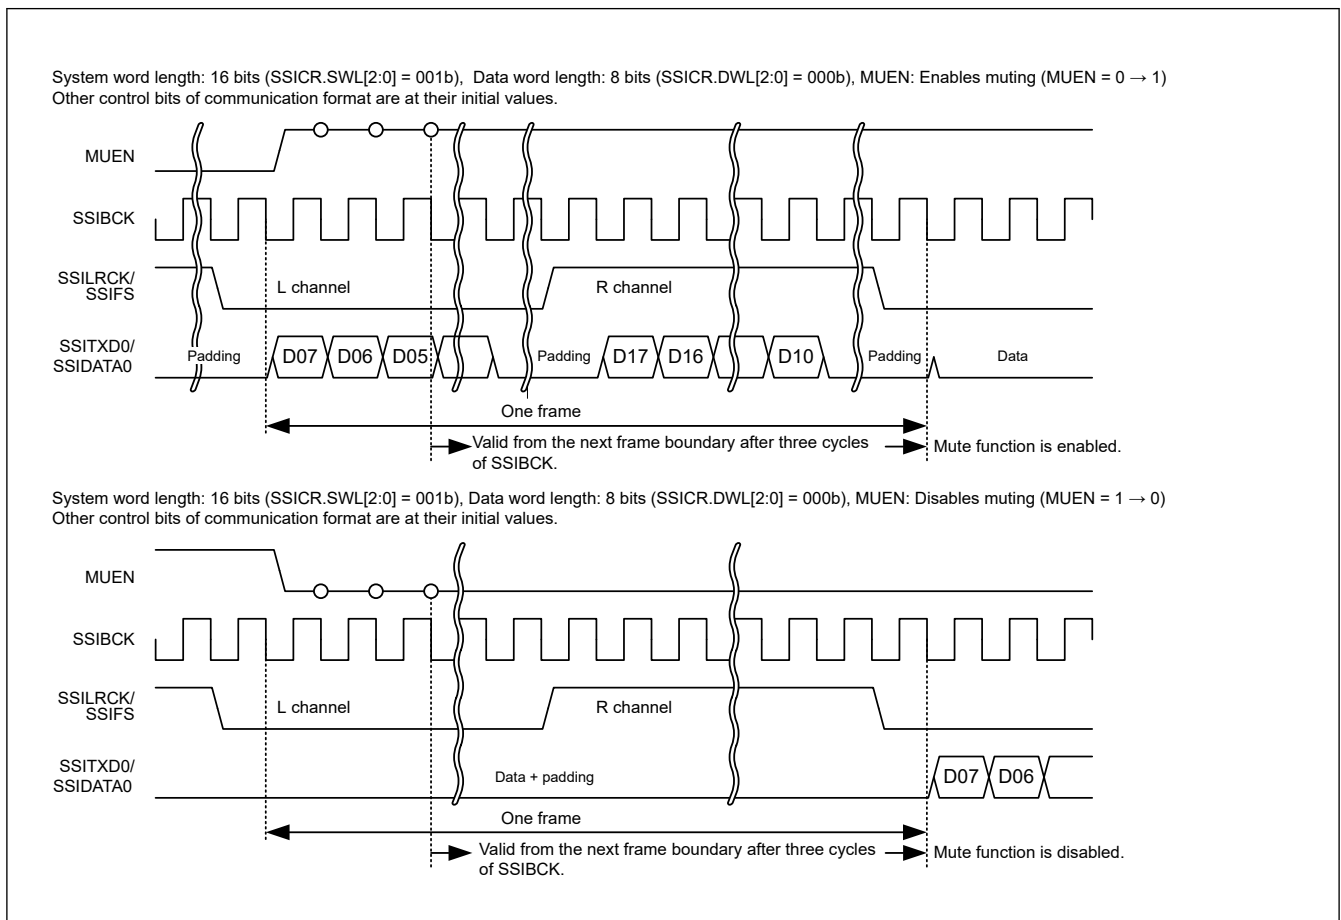 System word length: 16 bits (SSICR.SWL[2:0] = 001b), Data word length: 8 bits (SSICR.DWL[2:0] = 000b), MUEN: Enables muting (MUEN = 0 → 1)
Other control bits of communication format are at their initial values.
MUEN
SSIBCK
SSILRCK/
SSIFS
L channel
R channel
SSITXD0/
SSIDATA0
Padding
D07
D06
D05
Padding
D17
D16
D10
Padding
Data
One frame
Valid from the next frame boundary after three cycles
of SSIBCK.
Mute function is enabled.
System word length: 16 bits (SSICR.SWL[2:0] = 001b), Data word length: 8 bits (SSICR.DWL[2:0] = 000b), MUEN: Disables muting (MUEN = 1 → 0)
Other control bits of communication format are at their initial values.
MUEN
SSIBCK
SSILRCK/
SSIFS
L channel
R channel
SSITXD0/
SSIDATA0
Data + padding
D07
D06
One frame
Valid from the next frame boundary after three cycles
of SSIBCK.
Mute function is disabled.